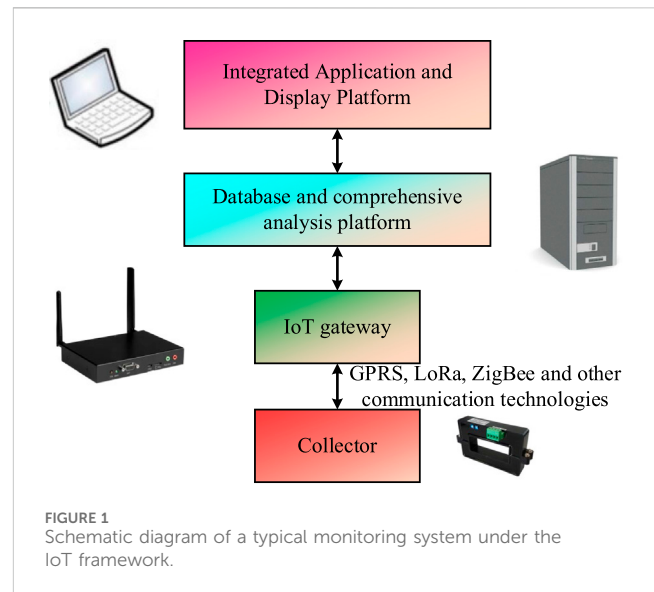 Integrated Application and
Display Platform
Database and comprehensive
analysis platform
IoT gateway
GPRS, LoRa, ZigBee and other
communication technologies
Collector
FIGURE 1
Schematic diagram of a typical monitoring system under the
IoT framework.